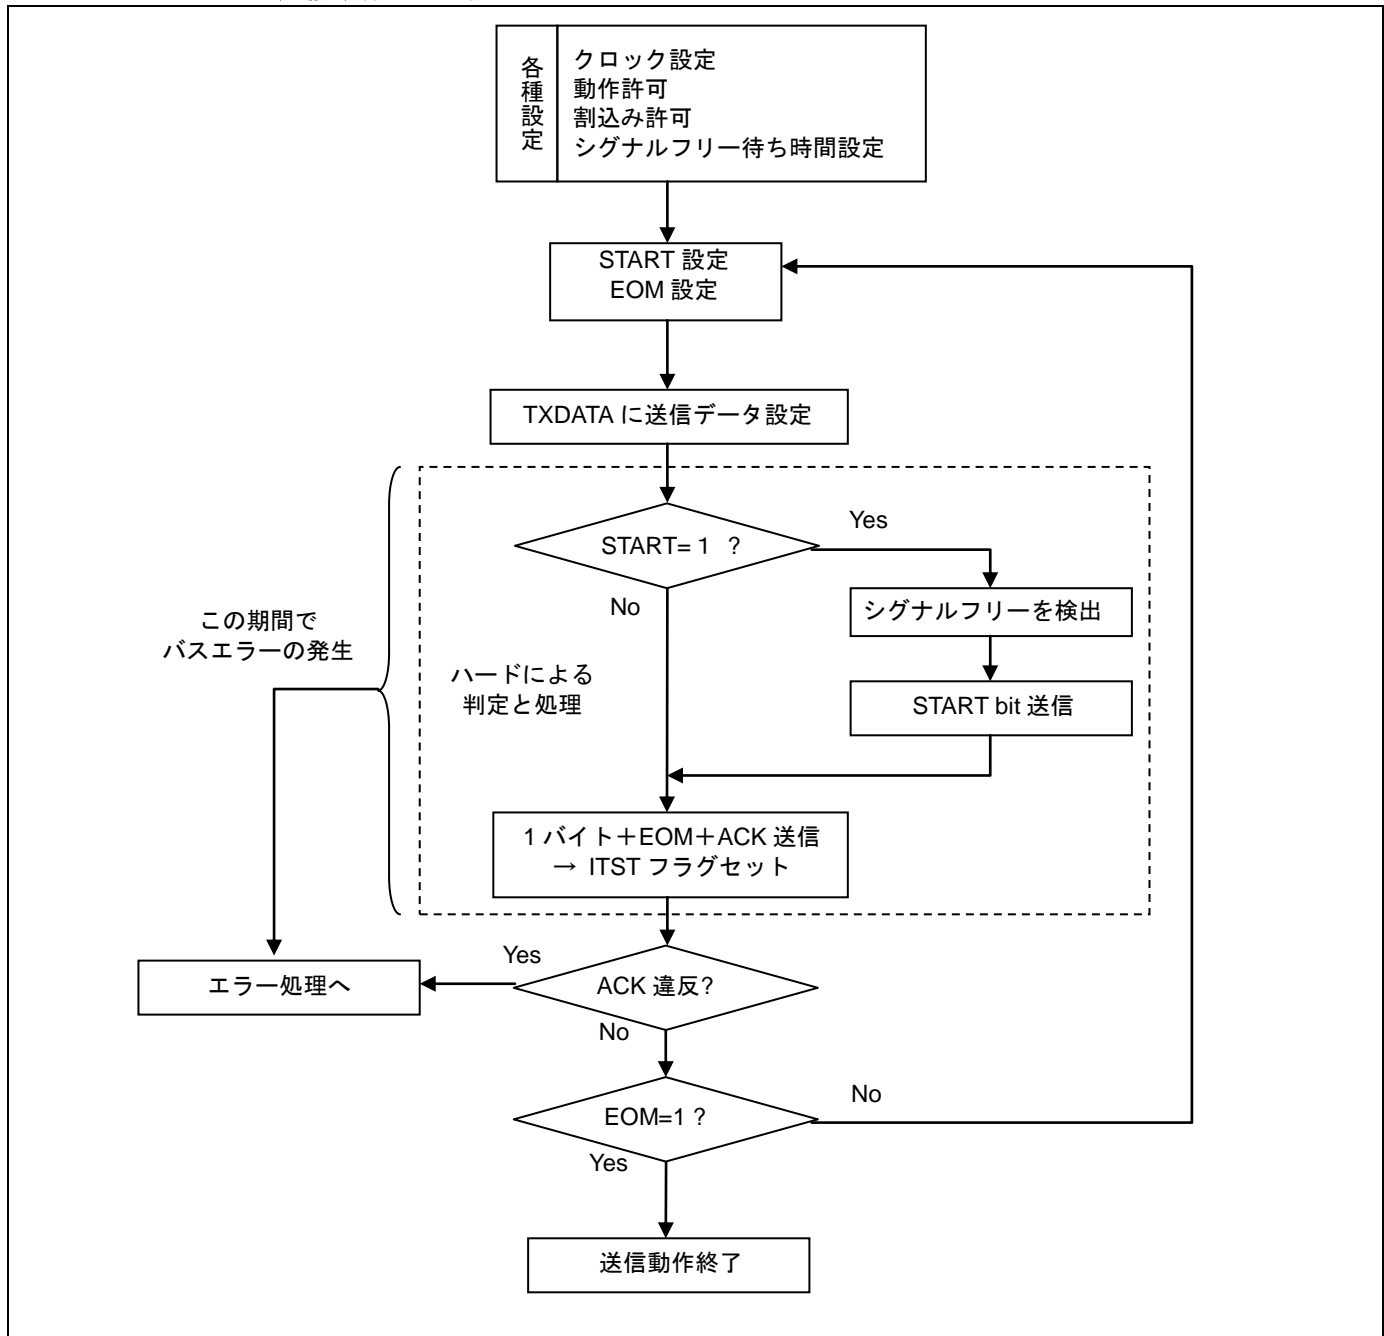 各種設定
クロック設定
動作許可
割込み許可
シグナルフリー待ち時間設定
START 設定
EOM 設定
TXDATA に送信データ設定
START= 1 ?
Yes
No
シグナルフリーを検出
START bit 送信
この期間で
バスエラーの発生
ハードによる
判定と処理
1 バイト+EOM+ACK 送信
→ ITST フラグセット
ACK 違反?
Yes
No
エラー処理へ
EOM=1 ?
No
Yes
送信動作終了